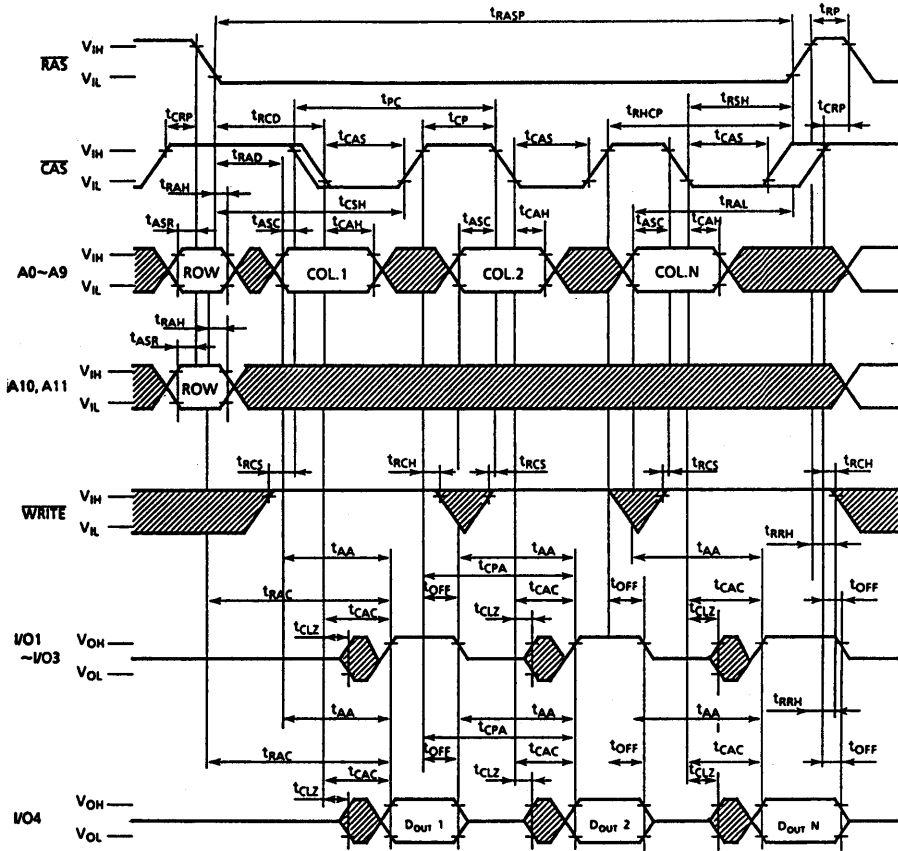 tRASP tRP
RAS VIH
VIL
tCRP tRCD tPC tCP tRHCP tRSH tCRP
tCAS tCAS tCAS
CAS VIH
VIL
tRAD
tRAH tCSH tRAL
tASR tASC tCAH tASC tCAH tASC tCAH
A0~A9 VIH
VIL
ROW COL.1 COL.2 COL.N
tRAH
tASR
A10, A11 VIH
VIL
ROW
tRCS tRCH tRCS tRCS tRCH
WRITE VIH
VIL
tRRH
tAA tAA tAA
tCPA
tRAC tOFF tCAC tOFF tCAC tOFF
tCAC tCLZ tCLZ
tCLZ
I/O1
~I/O3
VOH
VOL
tRRH
tAA tAA tAA
tCPA
tRAC tOFF tCAC tOFF tCAC tOFF
tCAC tCLZ tCLZ
tCLZ
I/O4 VOH
VOL
DOUT 1 DOUT 2 DOUT N